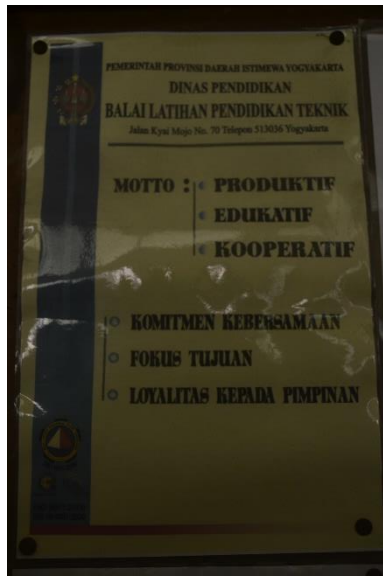 PEMERINTAH PROVINSI DAERAH ISTIMEWA YOGYAKARTA
DINAS PENDIDIKAN
BALAI LATIHAN PENDIDIKAN TEKNIK
Jalan Kyai Mojo No. 70 Telepon 513036 Yogyakarta
MOTTO : PRODUKTIF
EDUKATIF
KOOPERATIF
KOMITMEN KEBERSAMAAN
FOKUS TUJUAN
LOYALITAS KEPADA PIMPINAN